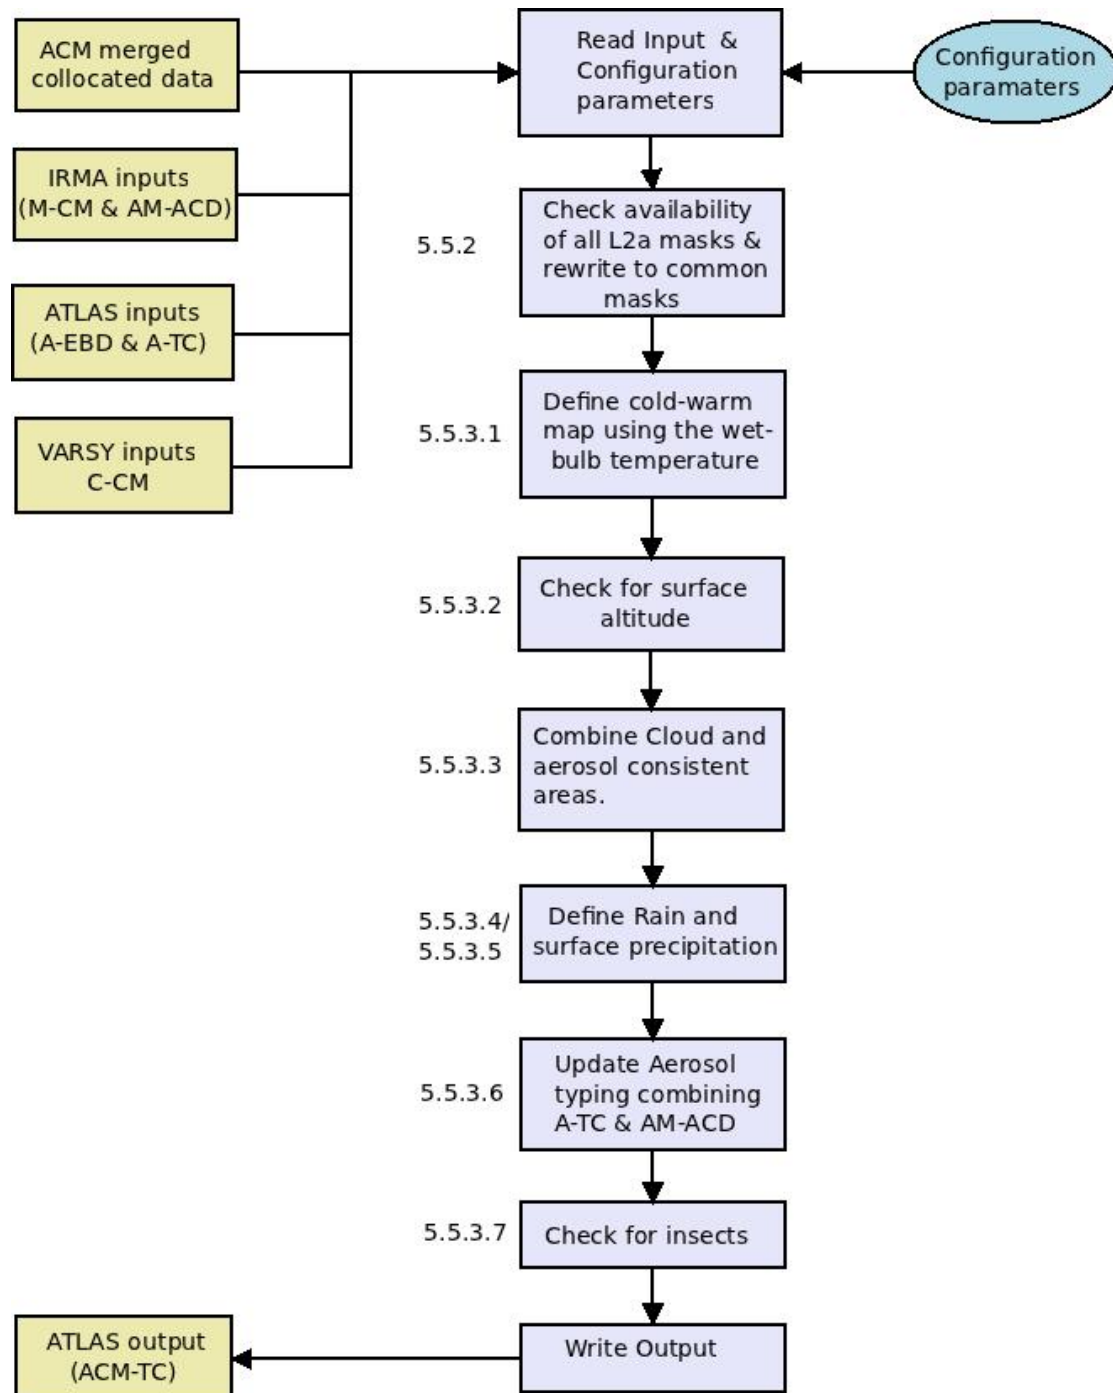 ACM merged
collocated data
Read Input &
Configuration
parameters
Configuration
paramaters
IRMA inputs
(M-CM & AM-ACD)
5.5.2
Check availability
of all L2a masks &
rewrite to common
masks
ATLAS inputs
(A-EBD & A-TC)
VARSY inputs
C-CM
5.5.3.1
Define cold-warm
map using the wet-
bulb temperature
5.5.3.2
Check for surface
altitude
5.5.3.3
Combine Cloud and
aerosol consistent
areas.
5.5.3.4/
5.5.3.5
Define Rain and
surface precipitation
5.5.3.6
Update Aerosol
typing combining
A-TC & AM-ACD
5.5.3.7
Check for insects
Write Output
ATLAS output
(ACM-TC)